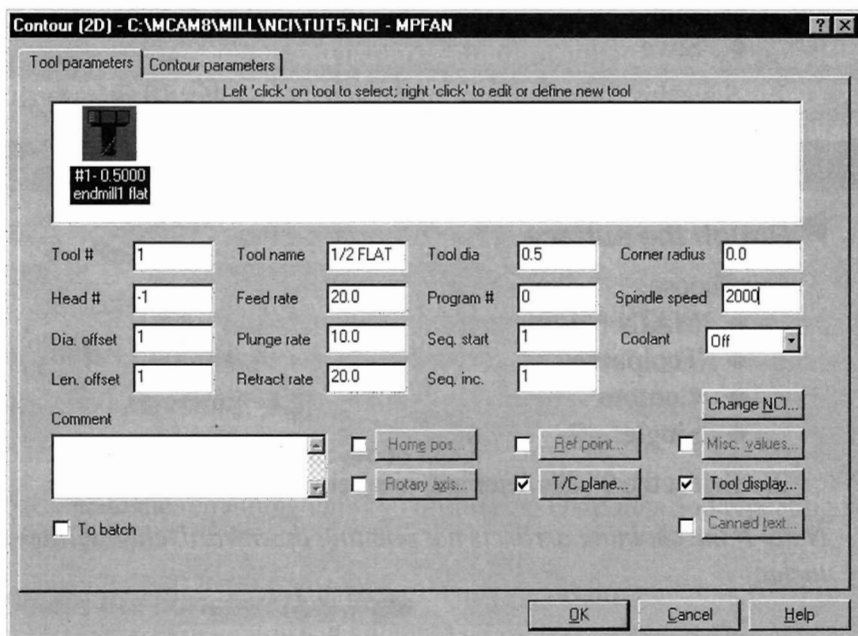 Contour (2D) - C:\MCAM8\MILL\NCI\TUT5.NCI - MPFAN
Tool parameters Contour parameters
Left 'click' on tool to select; right 'click' to edit or define new tool
#1- 0.5000
endmill1 flat
Tool # 1 Tool name 1/2 FLAT Tool dia 0.5 Corner radius 0.0
Head # -1 Feed rate 20.0 Program # 0 Spindle speed 2000
Dia. offset 1 Plunge rate 10.0 Seq. start 1 Coolant Off
Len. offset 1 Retract rate 20.0 Seq. inc. 1
Change NCI...
Comment
Home pos... Ref point... Misc. values...
Rotary axis... T/C plane... Tool display...
To batch
Canned text...
OK Cancel Help